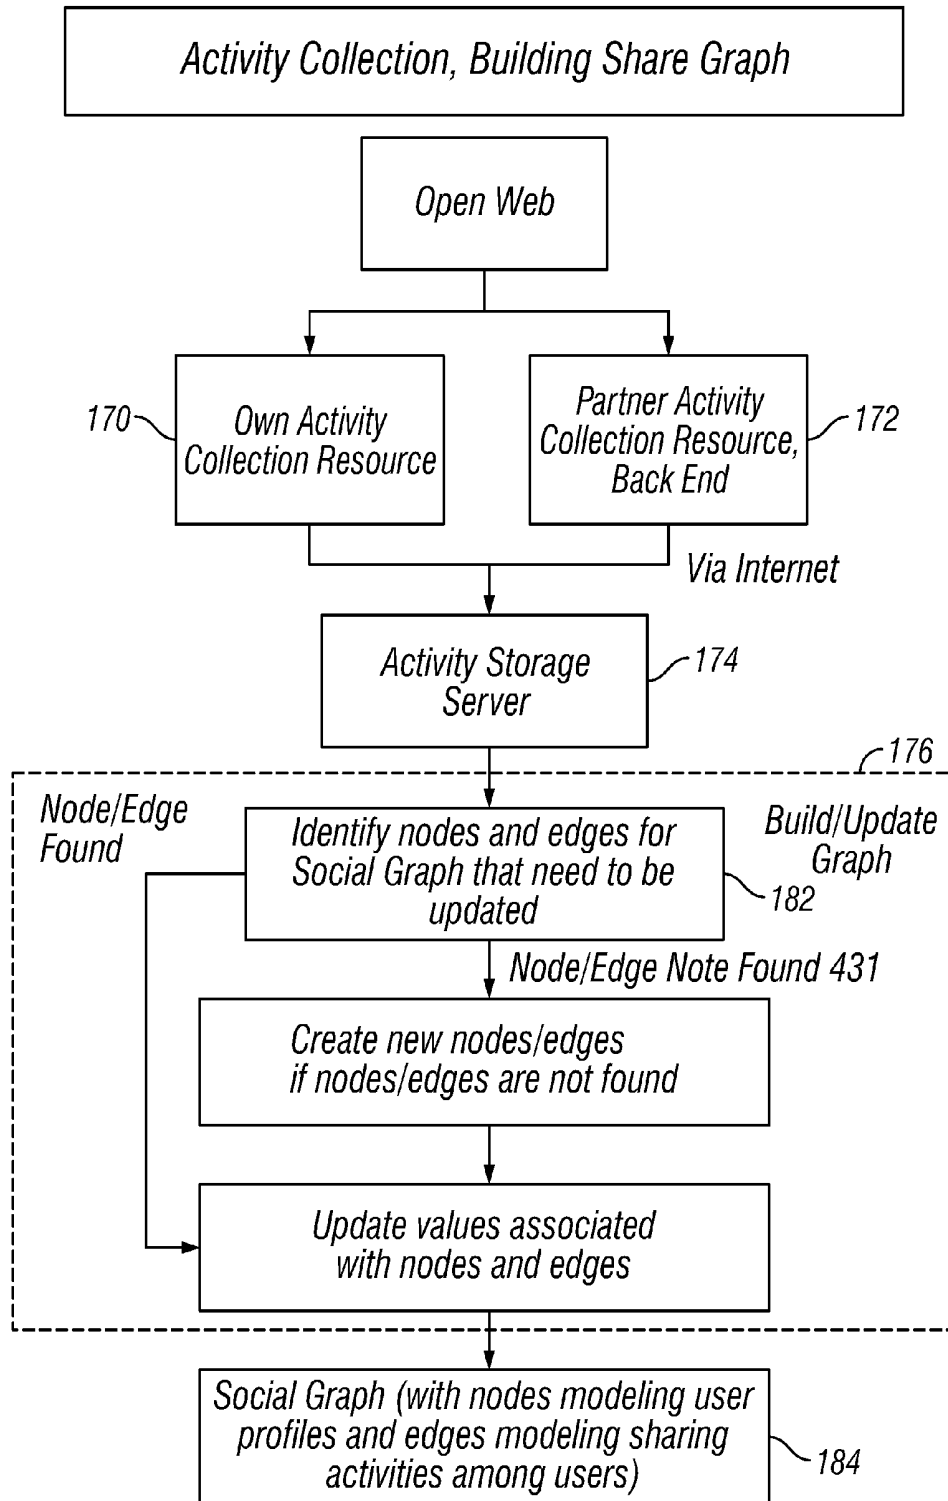 Activity Collection, Building Share Graph
Open Web
170
Own Activity
Collection Resource
Partner Activity
Collection Resource,
Back End
172
Via Internet
Activity Storage
Server
174
176
Node/Edge
Found
Identify nodes and edges for
Social Graph that need to be
updated
Build/Update
Graph
182
Node/Edge Note Found 431
Create new nodes/edges
if nodes/edges are not found
Update values associated
with nodes and edges
Social Graph (with nodes modeling user
profiles and edges modeling sharing
activities among users)
184